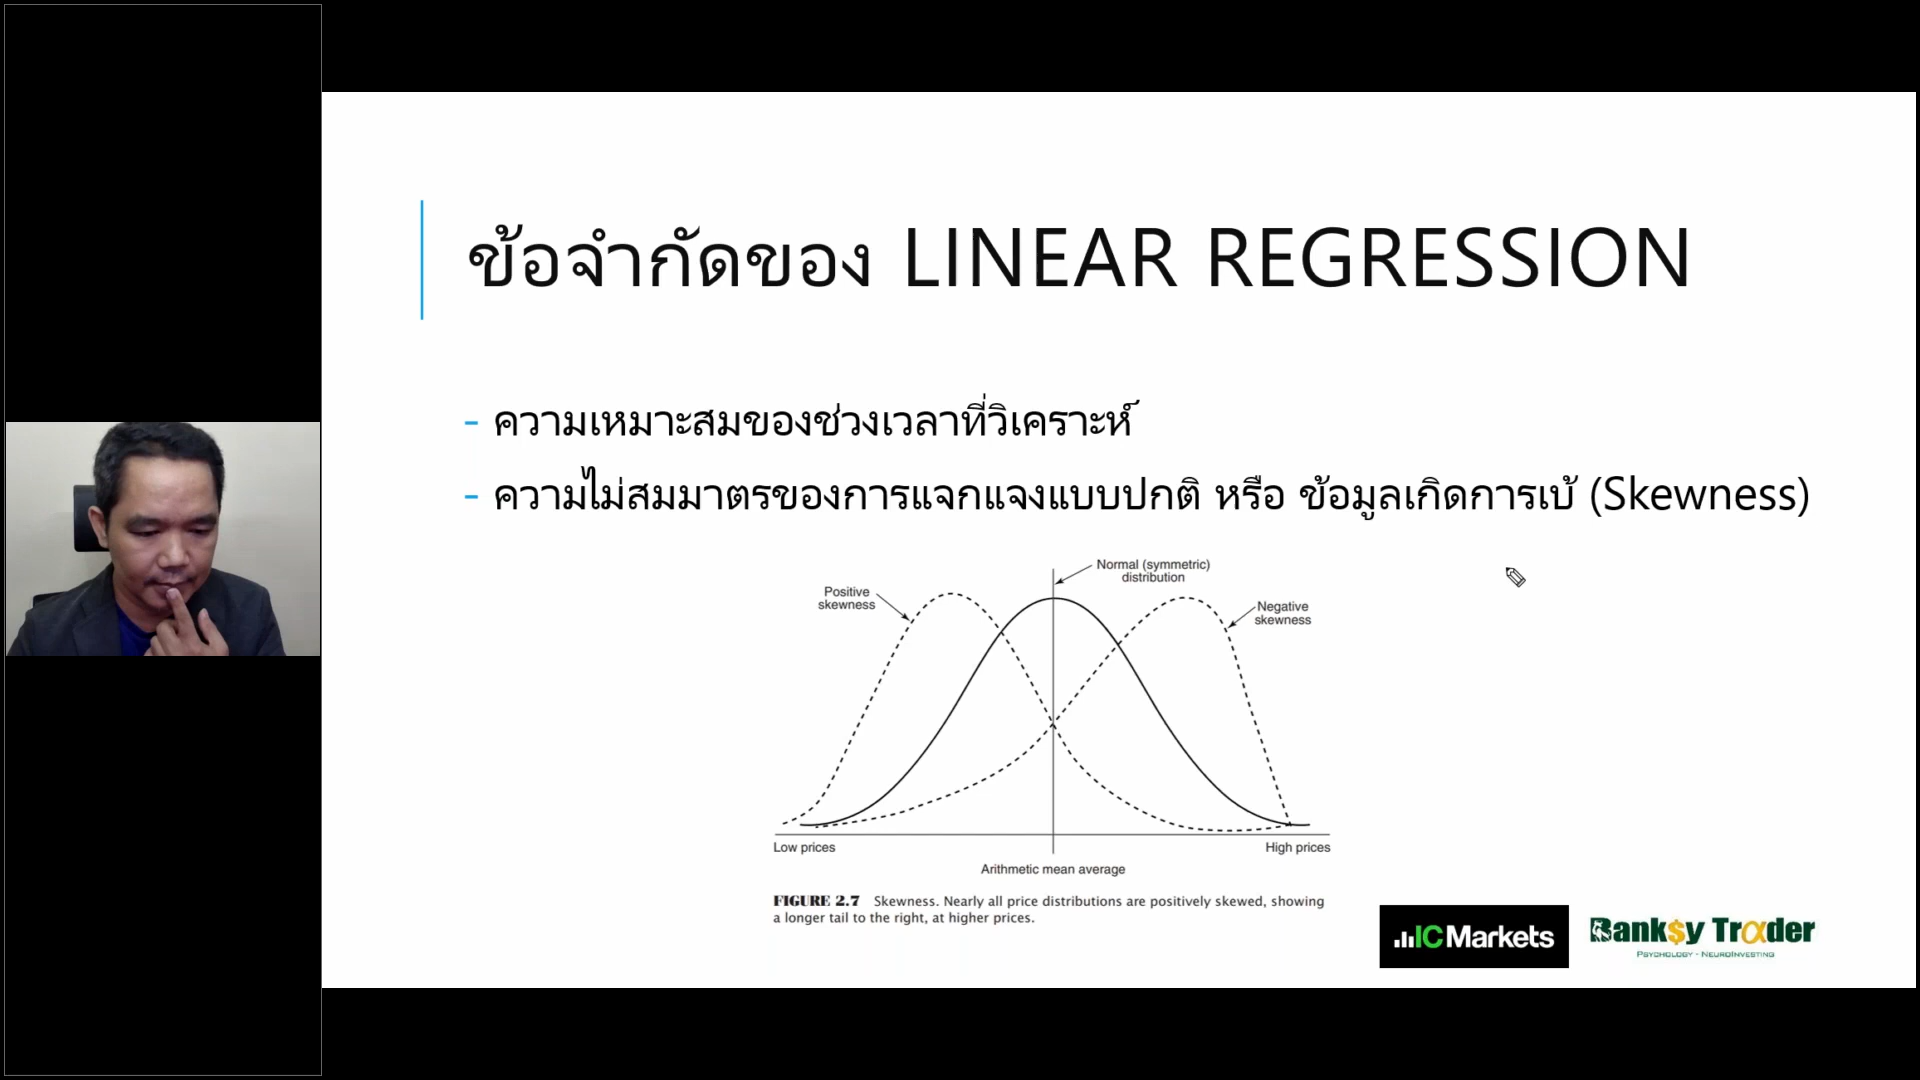 ข้อจำกัดของ LINEAR REGRESSION
- ความเหมาะสมของช่วงเวลาที่วิเคราะห์
- ความไม่สมมาตรของการแจกแจงแบบปกติ หรือ ข้อมูลเกิดการเบ้ (Skewness)
Normal (symmetric)
distribution
Positive
skewness
Negative
skewness
Low prices
High prices
Arithmetic mean average
FIGURE 2.7 Skewness. Nearly all price distributions are positively skewed, showing
a longer tail to the right, at higher prices.
IC Markets
Bank$y Trader
PSYCHOLOGY - NEUROINVESTING